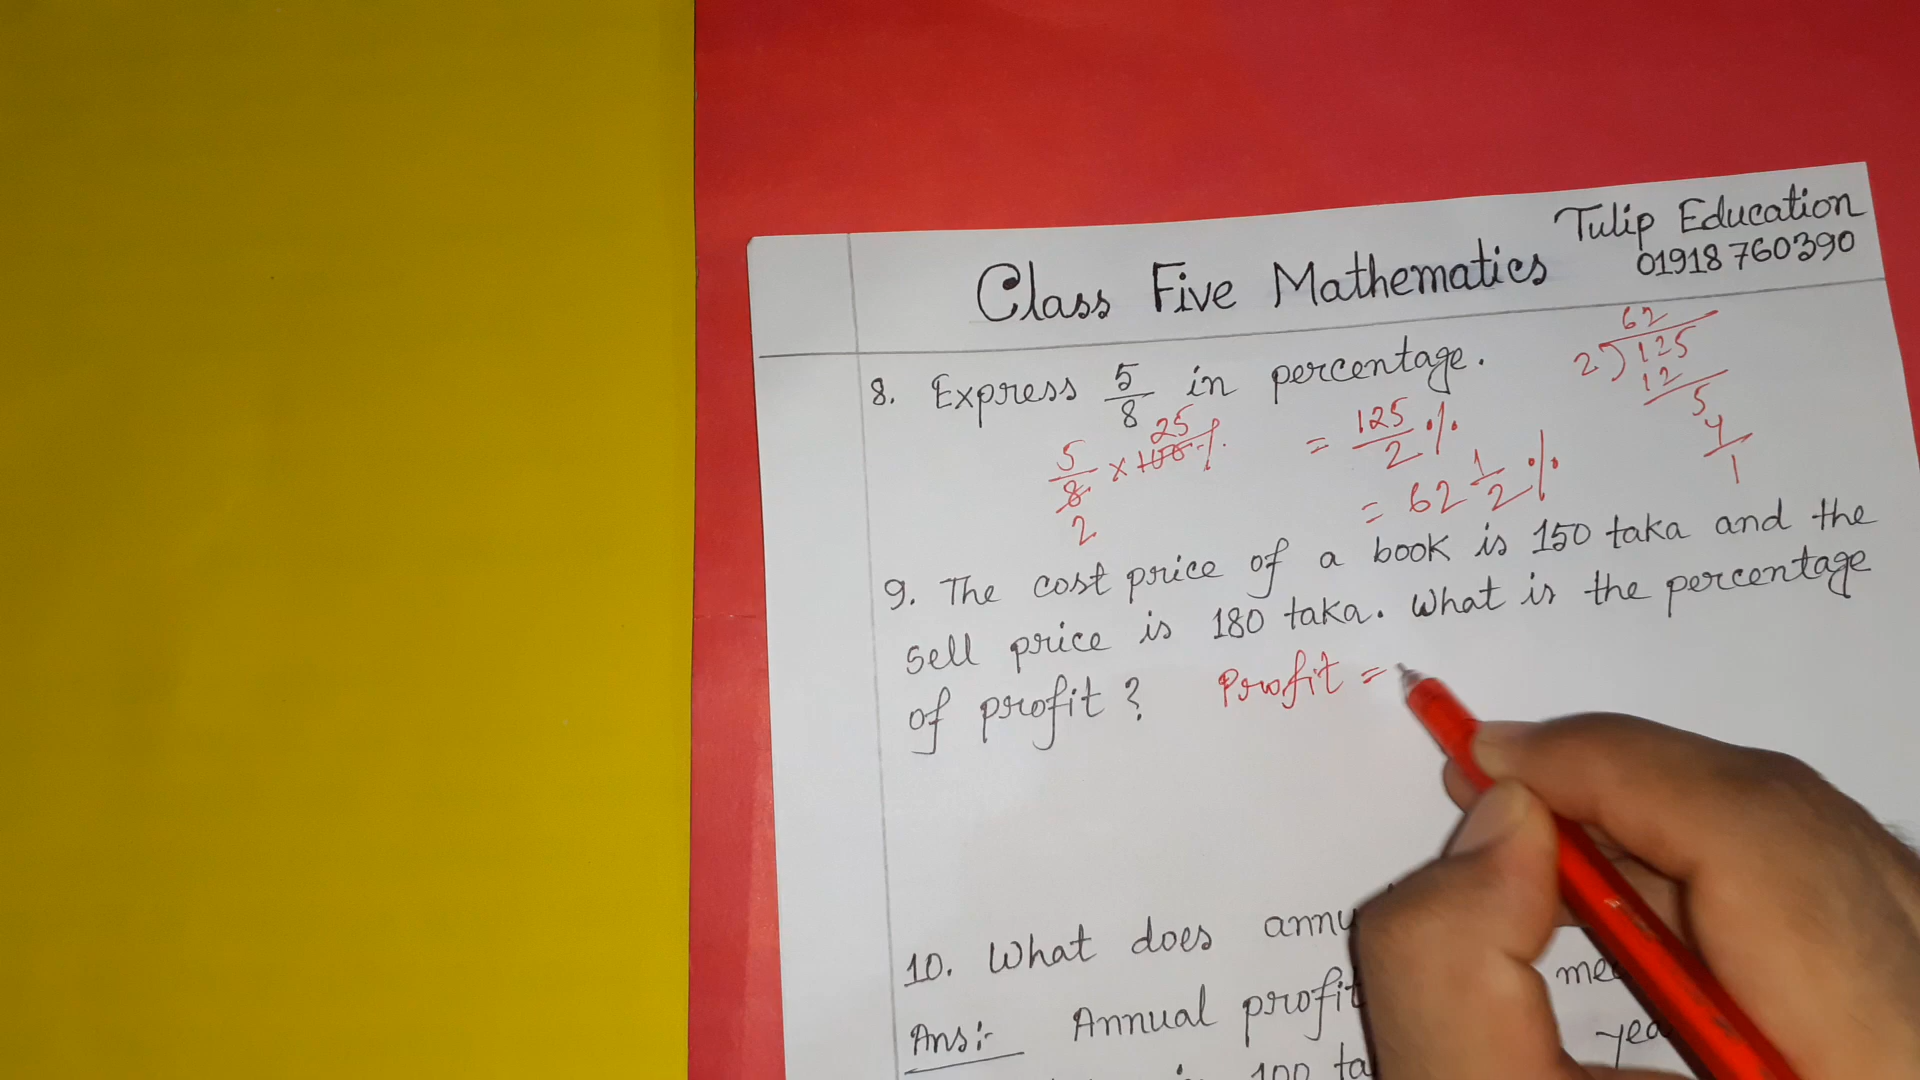 Tulip Education
01918760390
Class Five Mathematics
8. Express 5/8 in percentage.
5/8 × 100% = 125/2 %
25
2
= 62 1/2 %
62
2)125
12
5
4
1
9. The cost price of a book is 150 taka and the
sell price is 180 taka. What is the percentage
of profit? Profit =
10. What does
Ans:- Annual profit
100